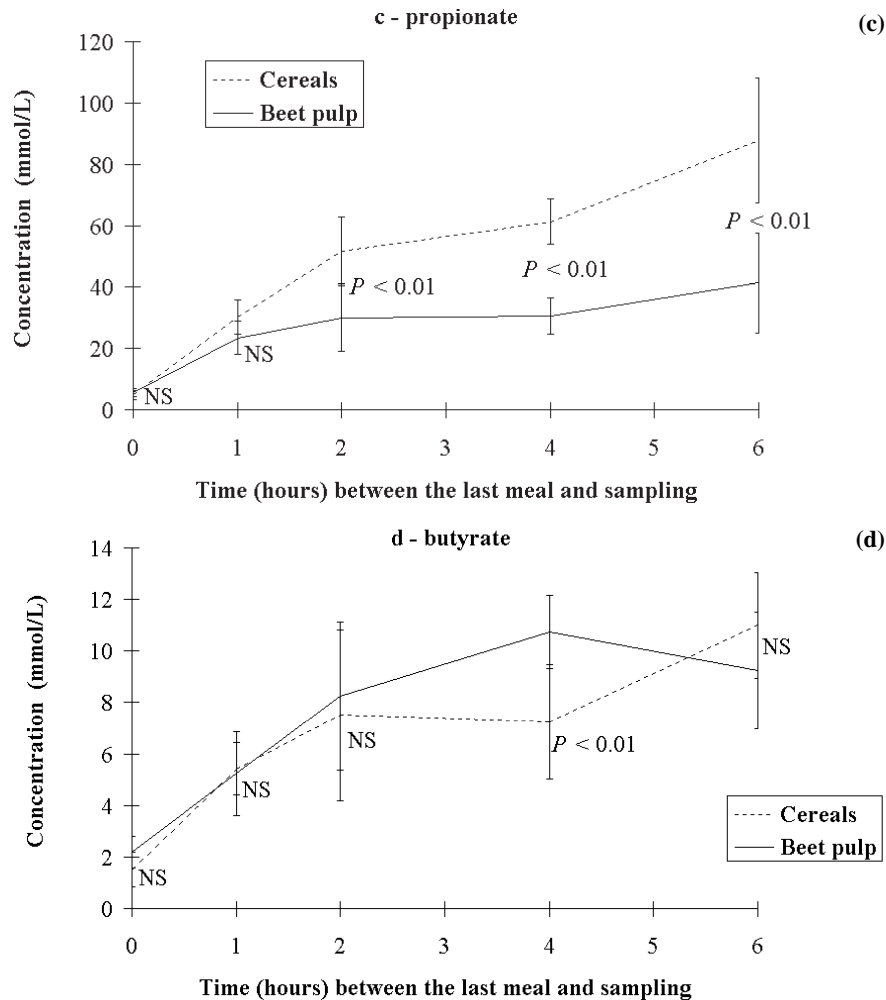 c - propionate
(c)
120
100
80
60
40
20
0
Concentration (mmol/L)
Cereals
Beet pulp
NS
NS
P < 0.01
P < 0.01
P < 0.01
0 1 2 3 4 5 6
Time (hours) between the last meal and sampling
d - butyrate
(d)
14
12
10
8
6
4
2
0
Concentration (mmol/L)
NS
NS
NS
P < 0.01
NS
Cereals
Beet pulp
0 1 2 3 4 5 6
Time (hours) between the last meal and sampling